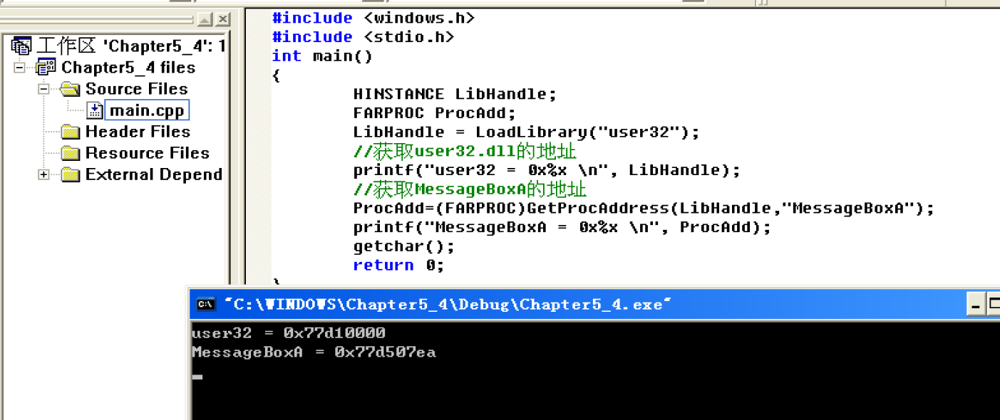 工作区 'Chapter5_4': 1
Chapter5_4 files
Source Files
main.cpp
Header Files
Resource Files
External Depend
#include <windows.h>
#include <stdio.h>
int main()
{
HINSTANCE LibHandle;
FARPROC ProcAdd;
LibHandle = LoadLibrary("user32");
//获取user32.dll的地址
printf("user32 = 0x%x \n", LibHandle);
//获取MessageBoxA的地址
ProcAdd=(FARPROC)GetProcAddress(LibHandle,"MessageBoxA");
printf("MessageBoxA = 0x%x \n", ProcAdd);
getchar();
return 0;
"C:\WINDOWS\Chapter5_4\Debug\Chapter5_4.exe"
user32 = 0x77d10000
MessageBoxA = 0x77d507ea